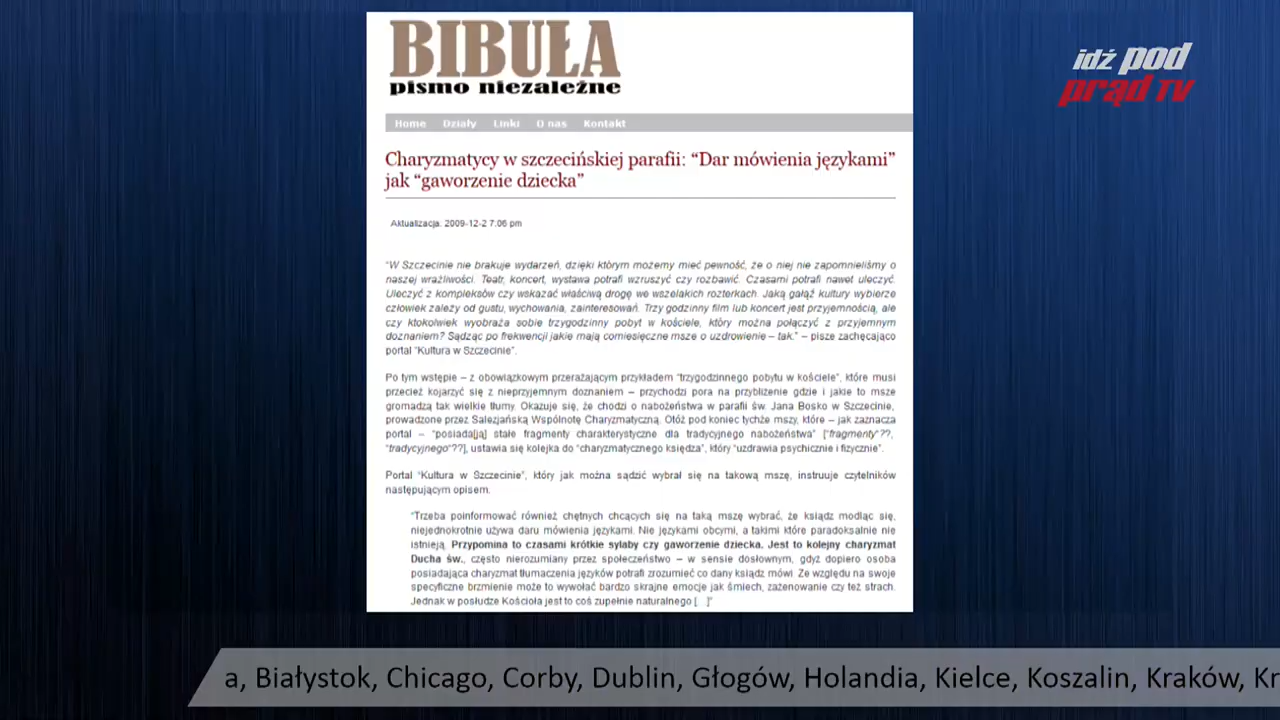 BIBUŁA
pismo niezależne
idź pod
prąd TV
Home Działy Linki O nas Kontakt
Charyzmatycy w szczecińskiej parafii: “Dar mówienia językami”
jak “gaworzenie dziecka”
Aktualizacja: 2009-12-2 7:06 pm
“W Szczecinie nie brakuje wydarzeń, dzięki którym możemy mieć pewność, że o niej nie zapomnieliśmy o
naszej wrażliwości. Teatr, koncert, wystawa potrafi wzruszyć czy rozbawić. Czasami potrafi nawet uleczyć.
Uleczyć z kompleksów czy wskazać właściwą drogę we wszelakich rozterkach. Jaką gałąź kultury wybierze
człowiek zależy od gustu, wychowania, zainteresowań. Trzy godzinny film lub koncert jest przyjemnością, ale
czy ktokolwiek wyobraża sobie trzygodzinny pobyt w kościele, który można połączyć z przyjemnym
doznaniem? Sądząc po frekwencji jakie mają comiesięczne msze o uzdrowienie – tak.” – pisze zachęcająco
portal “Kultura w Szczecinie”.
Po tym wstępie – z obowiązkowym przerażającym przykładem “trzygodzinnego pobytu w kościele”, które musi
przecież kojarzyć się z nieprzyjemnym doznaniem – przychodzi pora na przybliżenie gdzie i jakie to msze
gromadzą tak wielkie tłumy. Okazuje się, że chodzi o nabożeństwa w parafii św. Jana Bosko w Szczecinie,
prowadzone przez Salezjańską Wspólnotę Charyzmatyczną. Otóż pod koniec tychże mszy, które – jak zaznacza
portal – “posiada[ją] stałe fragmenty charakterystyczne dla tradycyjnego nabożeństwa” [“fragmenty”??,
“tradycyjnego”??], ustawia się kolejka do “charyzmatycznego księdza”, który “uzdrawia psychicznie i fizycznie”.
Portal “Kultura w Szczecinie”, który jak można sądzić wybrał się na takową mszę, instruuje czytelników
następującym opisem.
“Trzeba poinformować również chętnych chcących się na taką mszę wybrać, że ksiądz modląc się,
niejednokrotnie używa daru mówienia językami. Nie językami obcymi, a takimi które paradoksalnie nie
istnieją. Przypomina to czasami krótkie sylaby czy gaworzenie dziecka. Jest to kolejny charyzmat
Ducha św., często nierozumiany przez społeczeństwo – w sensie dosłownym, gdyż dopiero osoba
posiadająca charyzmat tłumaczenia języków potrafi zrozumieć co dany ksiądz mówi. Ze względu na swoje
specyficzne brzmienie może to wywołać bardzo skrajne emocje jak śmiech, zażenowanie czy też strach.
Jednak w posłudze Kościoła jest to coś zupełnie naturalnego [...]”
a, Białystok, Chicago, Corby, Dublin, Głogów, Holandia, Kielce, Koszalin, Kraków, Kr